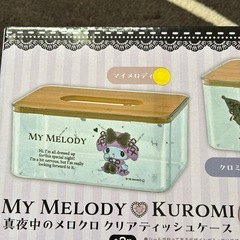 マイメロディ
クロミ
MY MELODY
Hi, I'm all dressed up
for this special night!
I'm a bit nervous, but I'm really
looking forward to it.
MY MELODY KUROMI
真夜中のメロクロ クリアティッシュケース